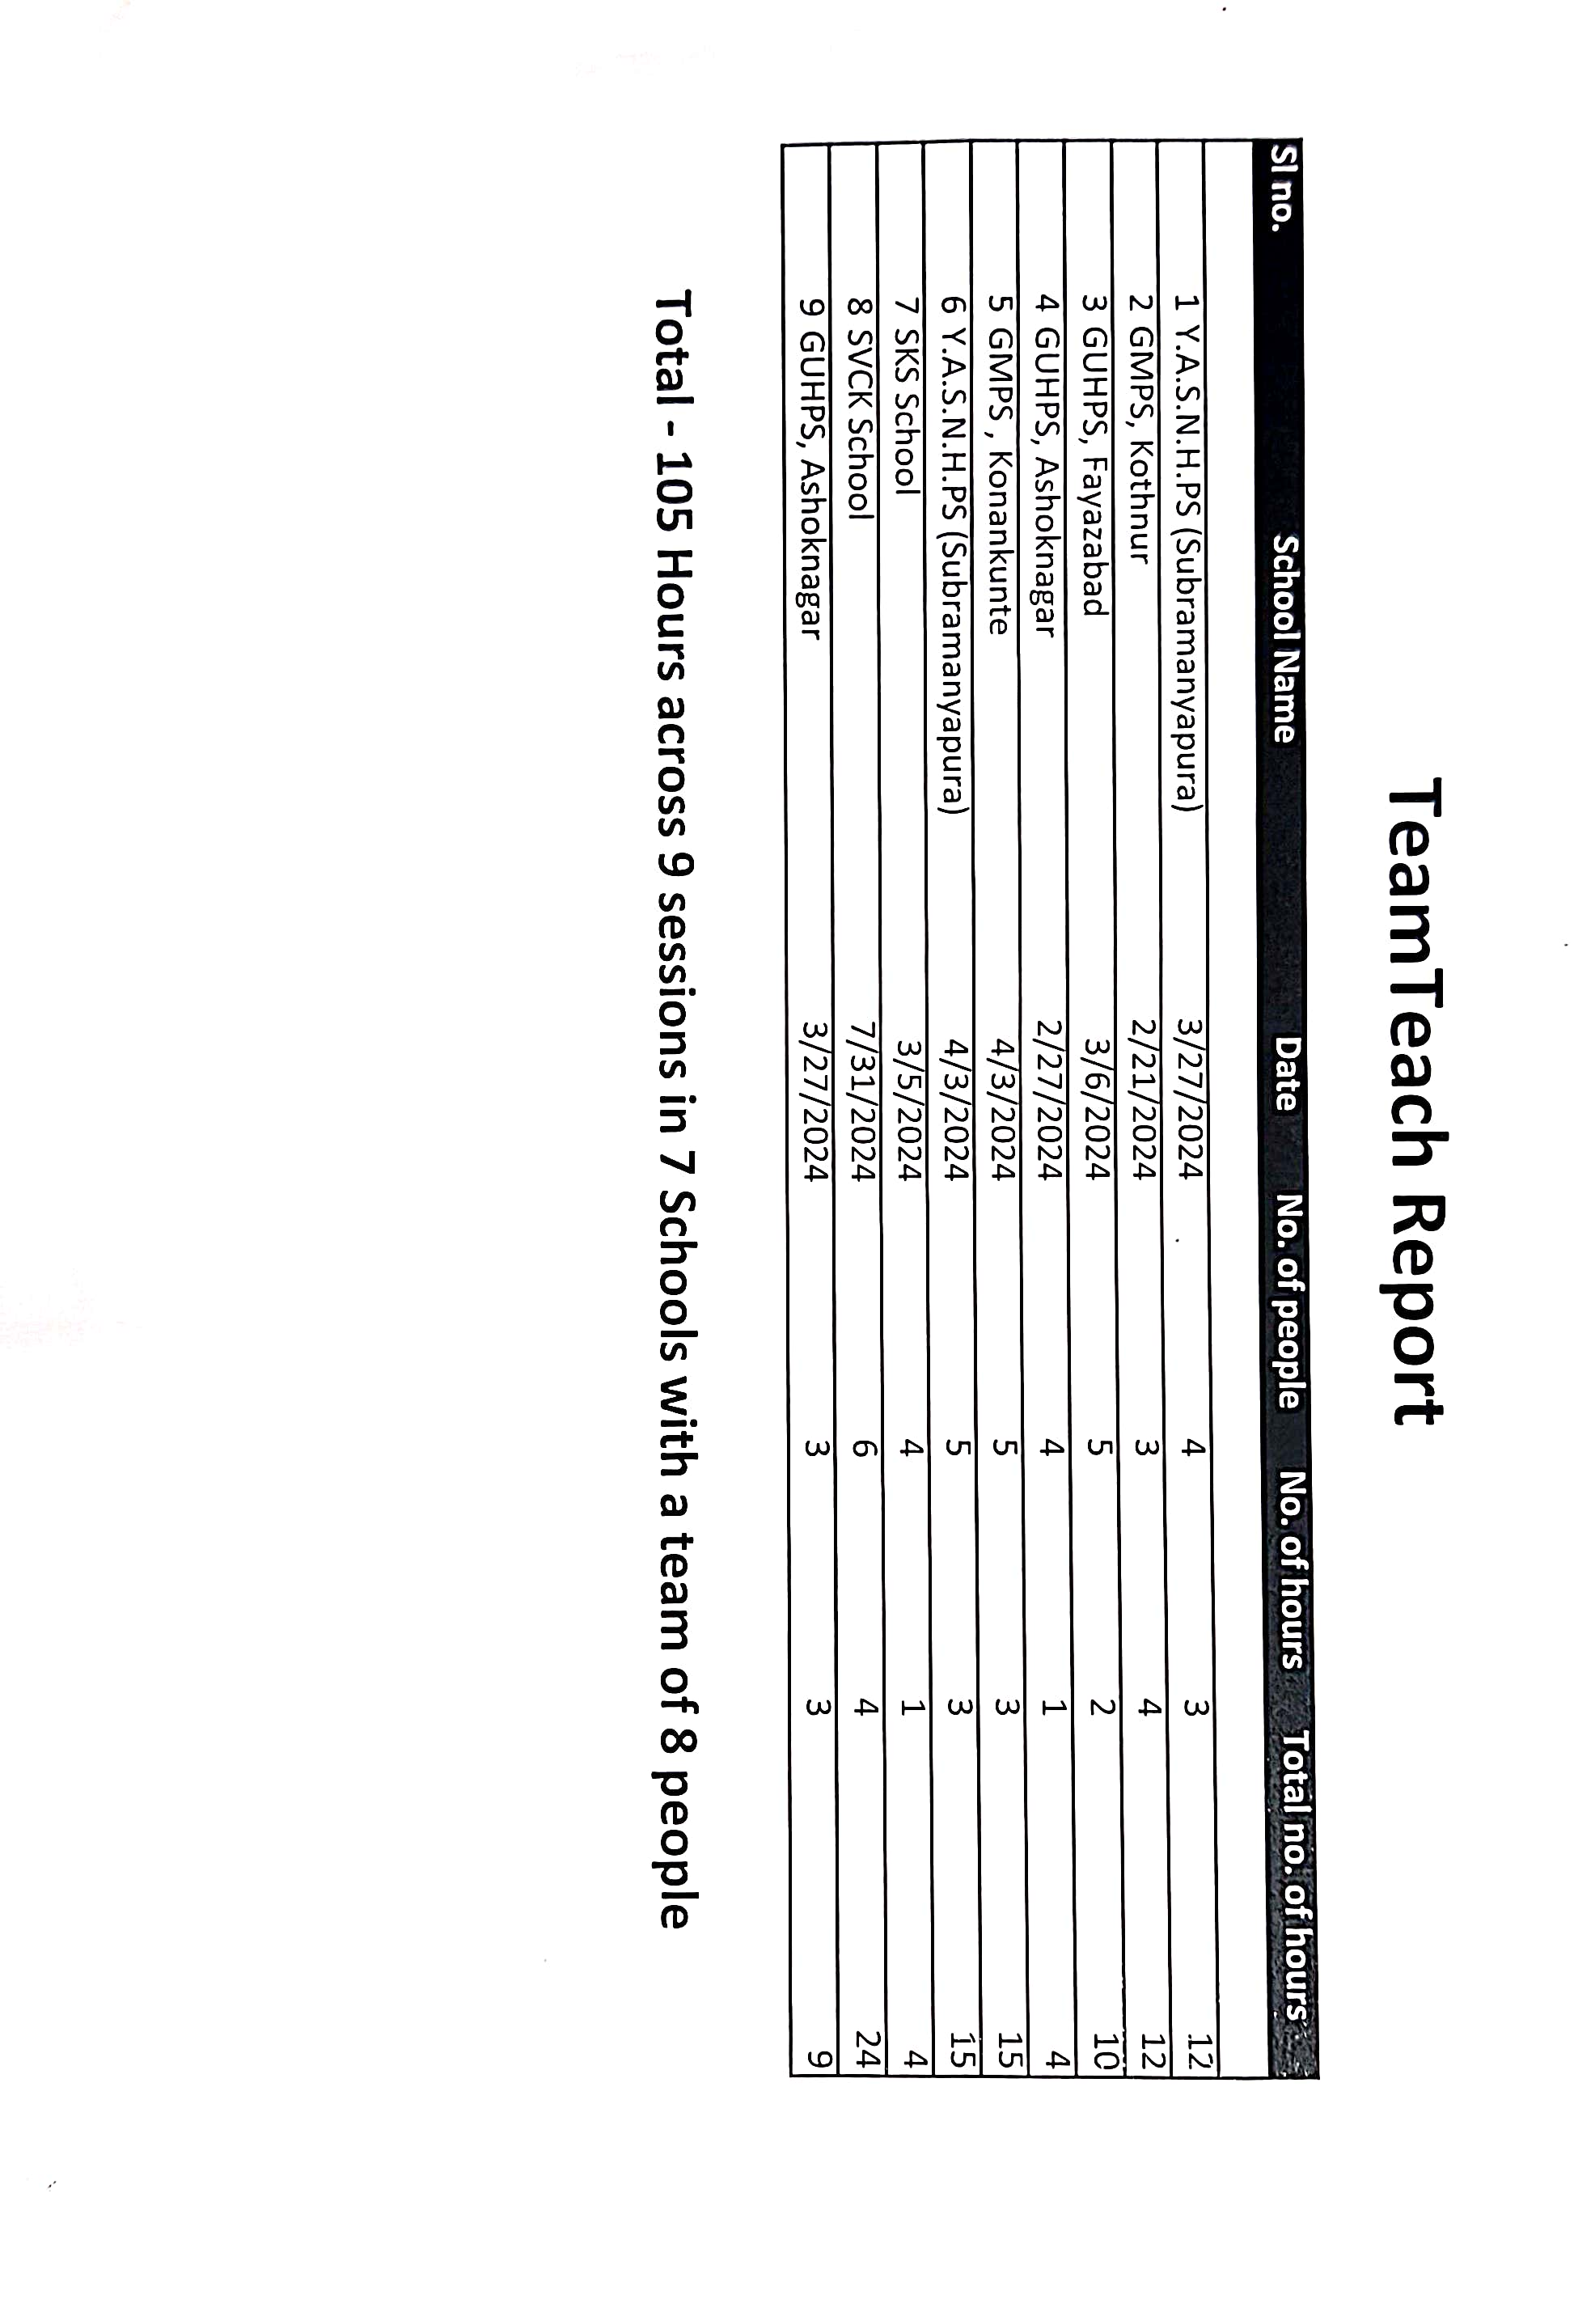 TeamTeach Report
Sl no. School Name Date No. of people No. of hours Total no. of hours
1 Y.A.S.N.H.PS (Subramanyapura) 3/27/2024 4 3 12
2 GMPS, Kothnur 2/21/2024 3 4 12
3 GUHPS, Fayazabad 3/6/2024 5 2 10
4 GUHPS, Ashoknagar 2/27/2024 4 1 4
5 GMPS , Konankunte 4/3/2024 5 3 15
6 Y.A.S.N.H.PS (Subramanyapura) 4/3/2024 5 3 15
7 SKS School 3/5/2024 4 1 4
8 SVCK School 7/31/2024 6 4 24
9 GUHPS, Ashoknagar 3/27/2024 3 3 9
Total - 105 Hours across 9 sessions in 7 Schools with a team of 8 people